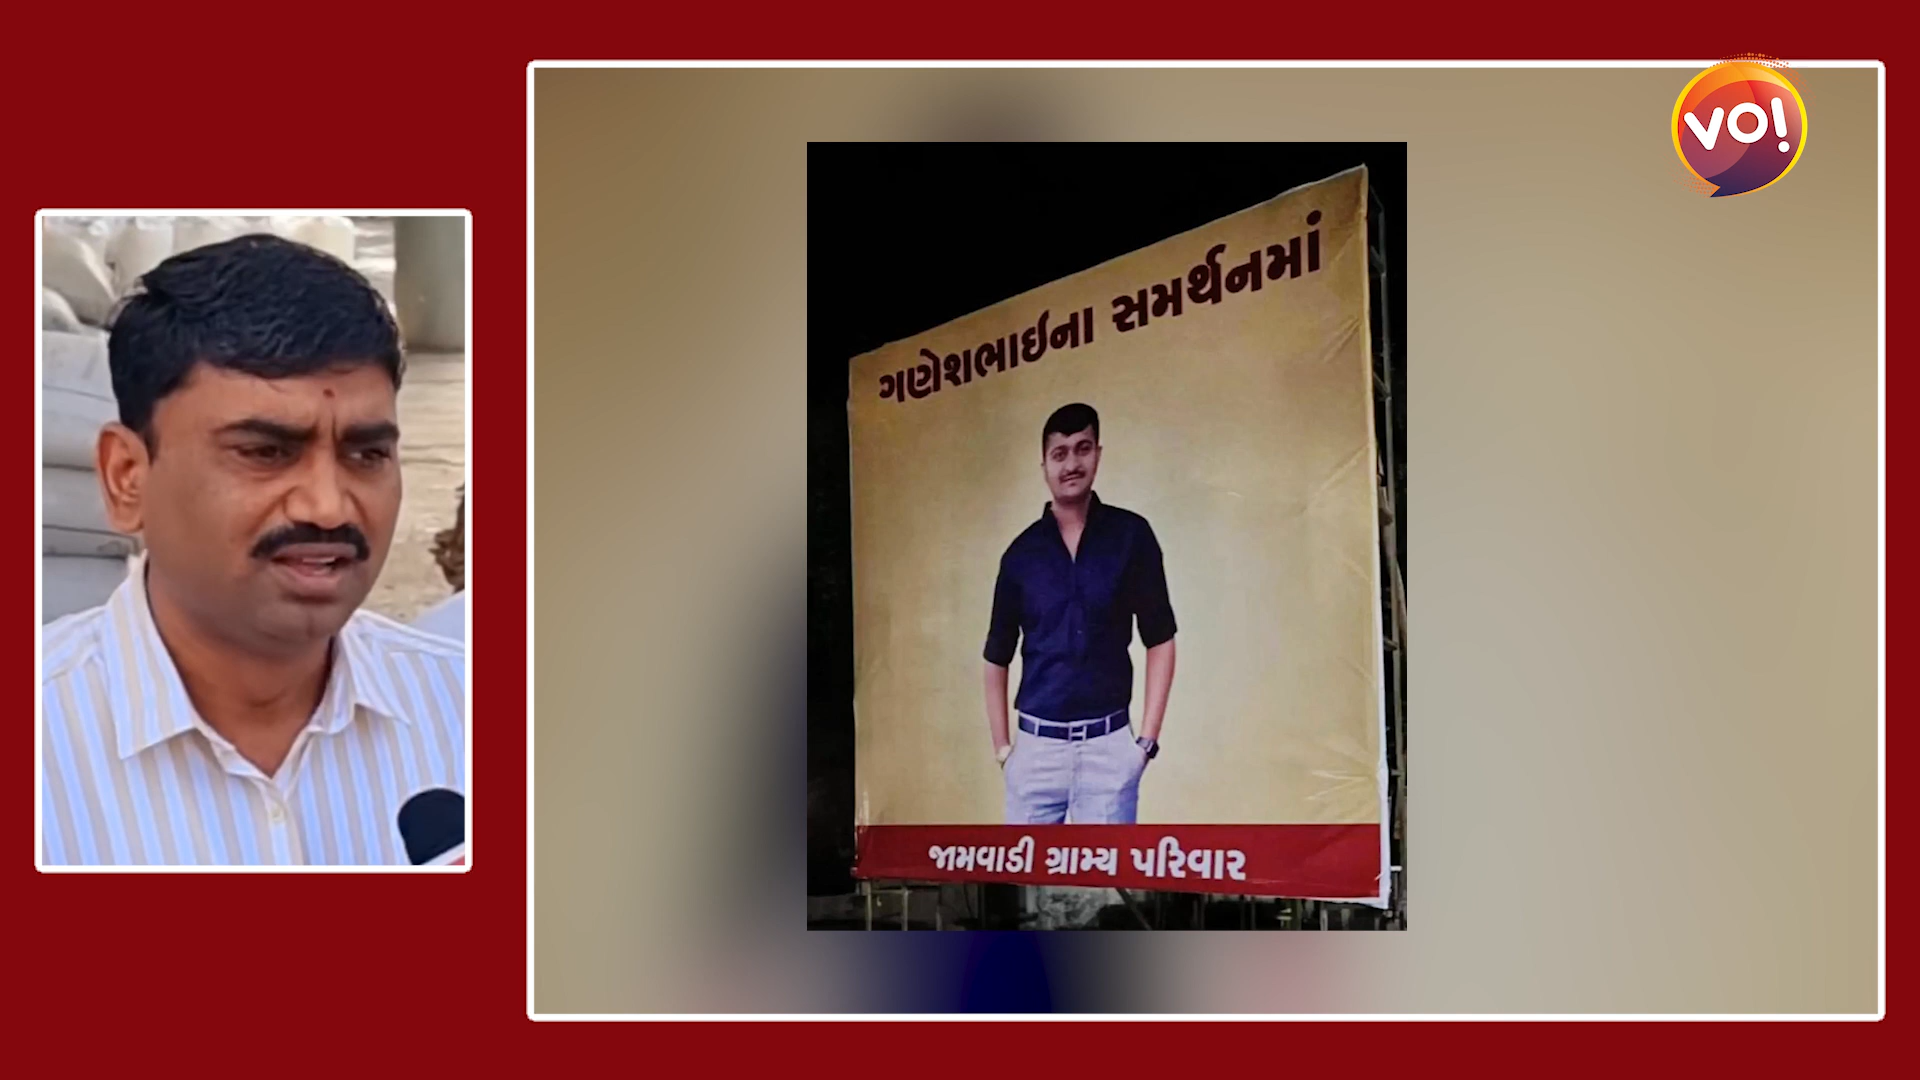 vo!
ગણેશભાઈના સમર્થનમાં
જામવાડી ગ્રામ્ય પરિવાર